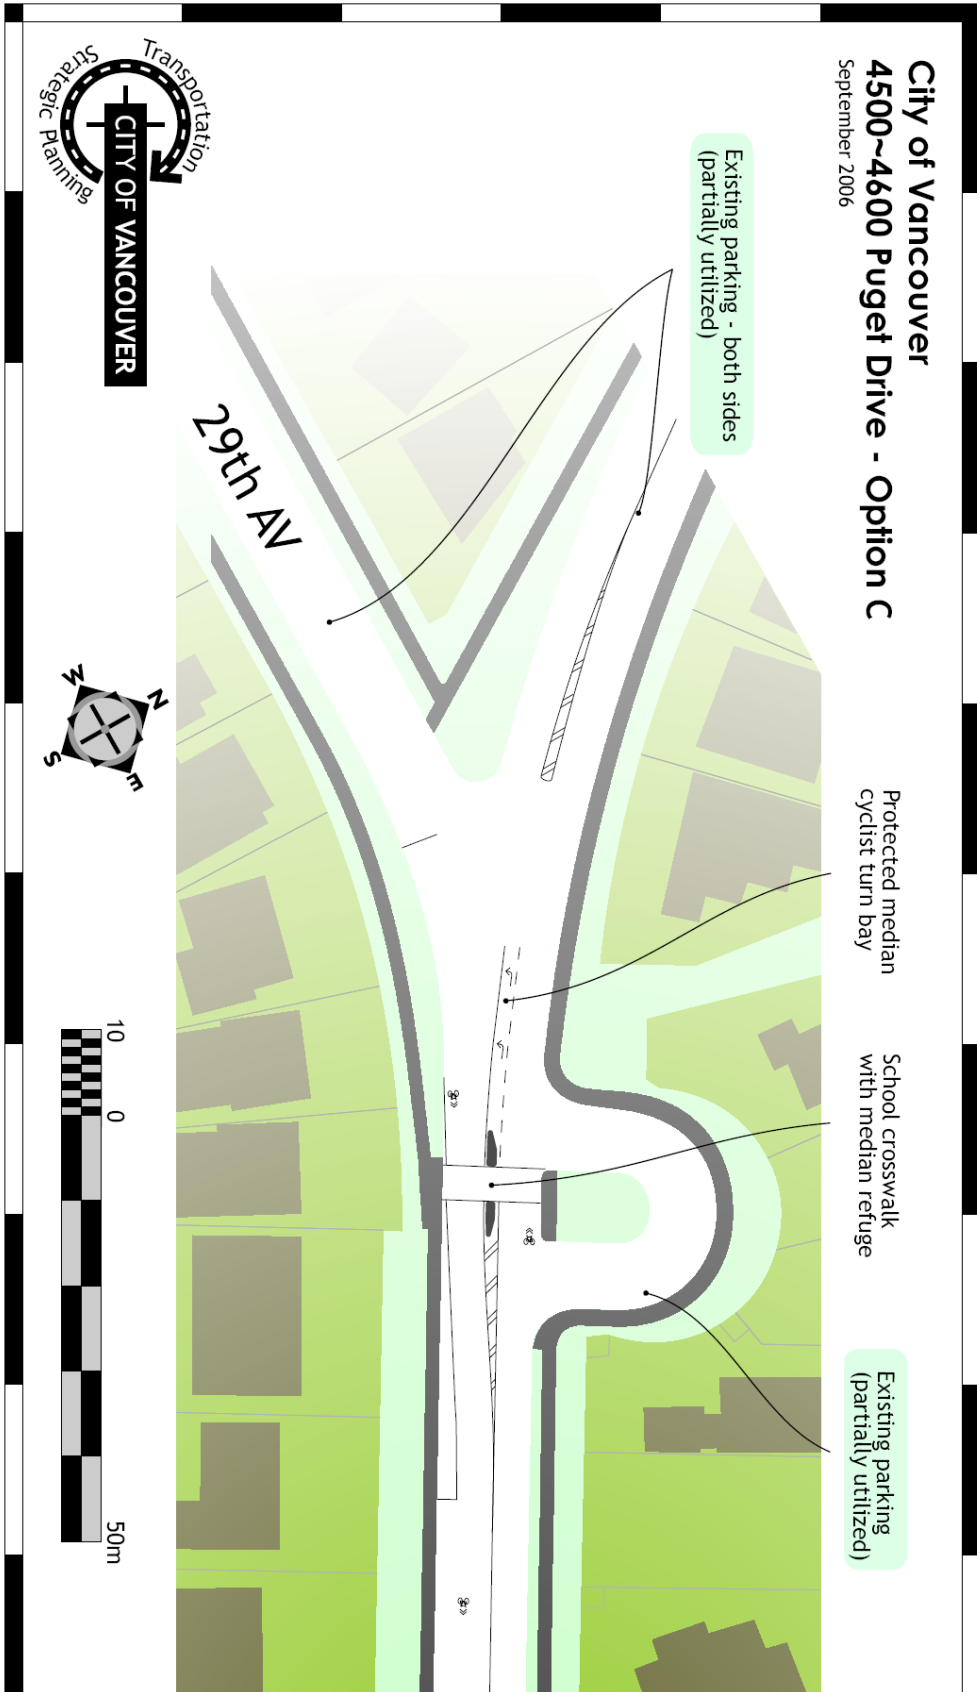 City of Vancouver
4500~4600 Puget Drive - Option C
September 2006
Existing parking - both sides
(partially utilized)
Protected median
cyclist turn bay
School crosswalk
with median refuge
Existing parking
(partially utilized)
29th AV
Transportation
Strategic Planning
CITY OF VANCOUVER
N
E
S
W
10
0
50m